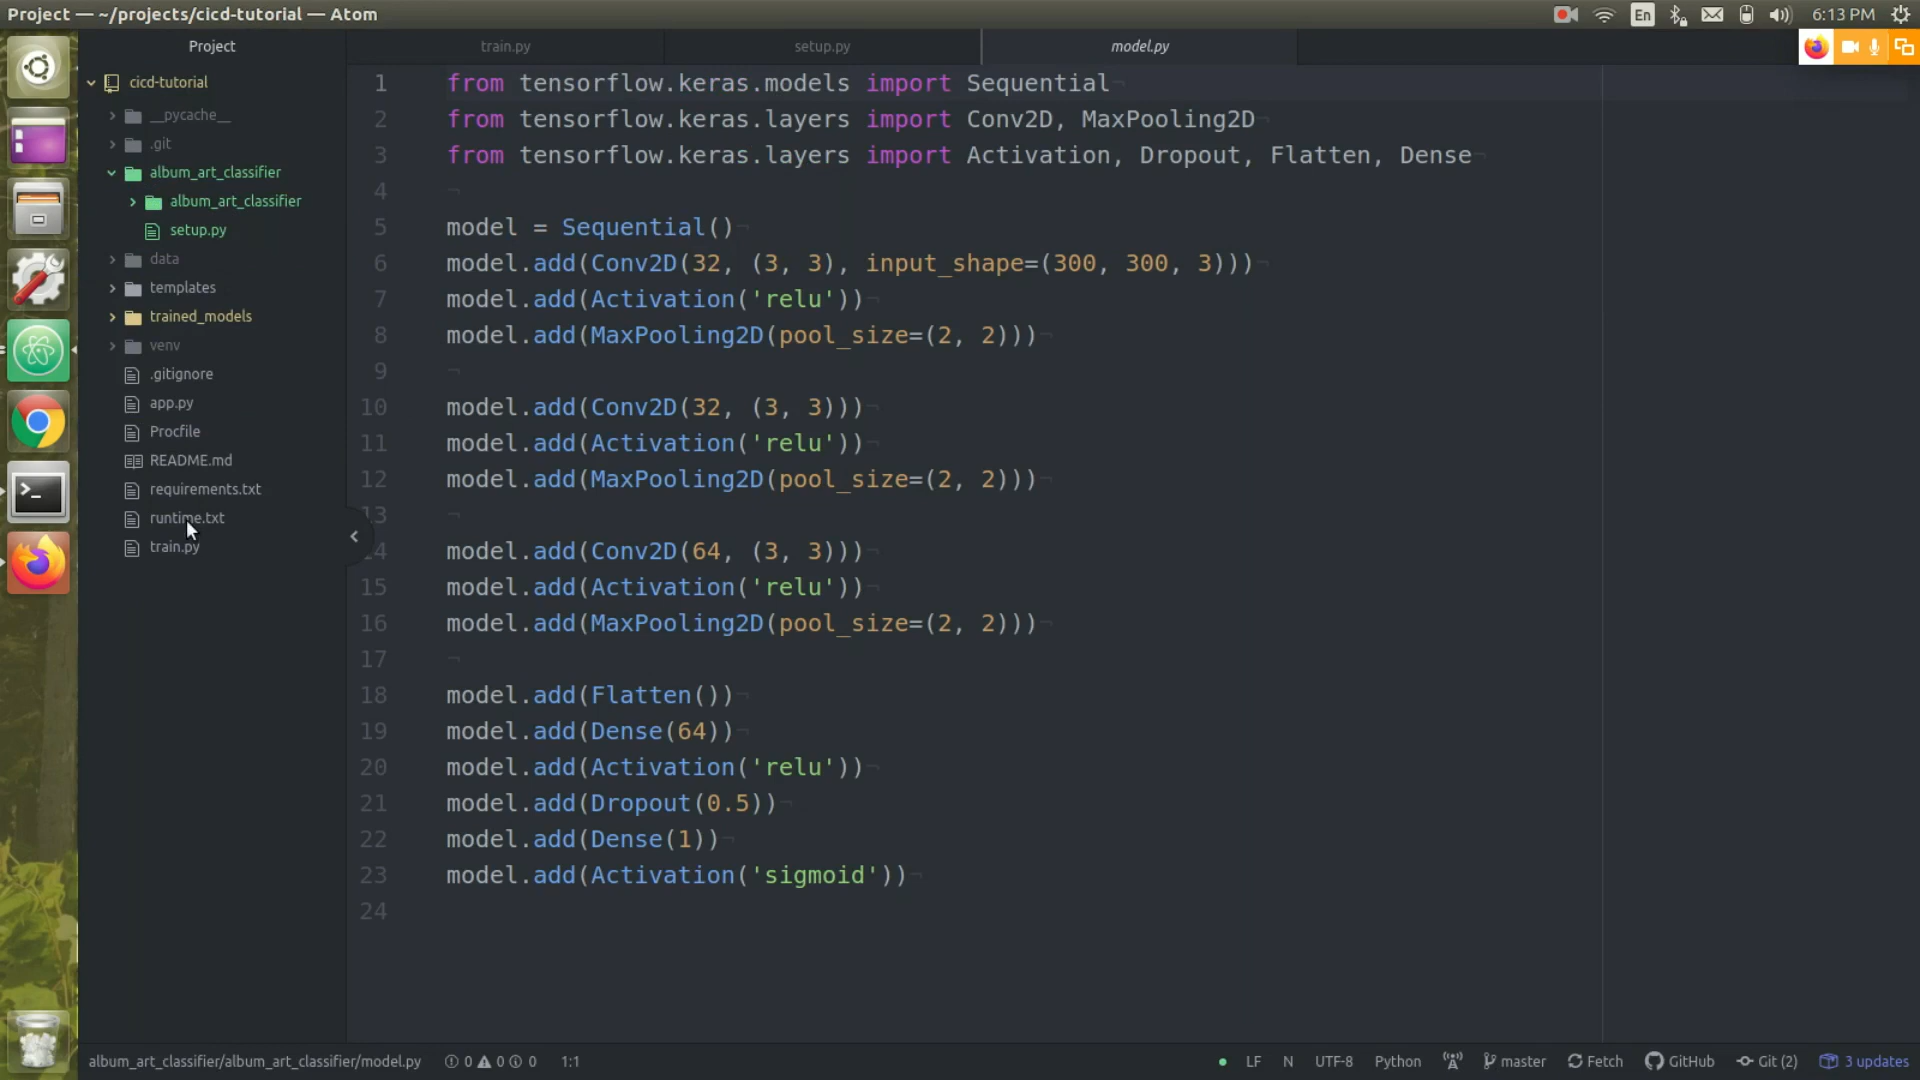 Project — ~/projects/cicd-tutorial — Atom
En
6:13 PM
Project
train.py
setup.py
model.py
cicd-tutorial
__pycache__
.git
album_art_classifier
album_art_classifier
setup.py
data
templates
trained_models
venv
.gitignore
app.py
Procfile
README.md
requirements.txt
runtime.txt
train.py
1 from tensorflow.keras.models import Sequential
2 from tensorflow.keras.layers import Conv2D, MaxPooling2D
3 from tensorflow.keras.layers import Activation, Dropout, Flatten, Dense
4
5 model = Sequential()
6 model.add(Conv2D(32, (3, 3), input_shape=(300, 300, 3)))
7 model.add(Activation('relu'))
8 model.add(MaxPooling2D(pool_size=(2, 2)))
9
10 model.add(Conv2D(32, (3, 3)))
11 model.add(Activation('relu'))
12 model.add(MaxPooling2D(pool_size=(2, 2)))
13
14 model.add(Conv2D(64, (3, 3)))
15 model.add(Activation('relu'))
16 model.add(MaxPooling2D(pool_size=(2, 2)))
17
18 model.add(Flatten())
19 model.add(Dense(64))
20 model.add(Activation('relu'))
21 model.add(Dropout(0.5))
22 model.add(Dense(1))
23 model.add(Activation('sigmoid'))
24
album_art_classifier/album_art_classifier/model.py 0 0 0 1:1 LF N UTF-8 Python master Fetch GitHub Git (2) 3 updates